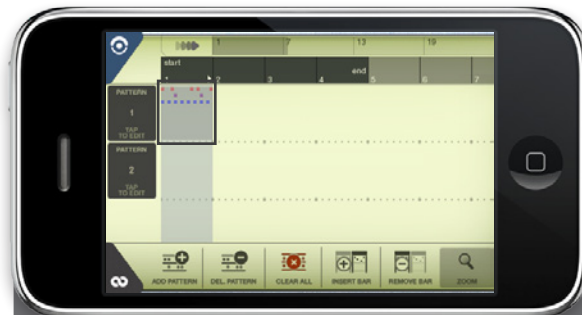 1 7 13 19
start
end
1 2 3 4 5 6 7
PATTERN
1
TAP
TO EDIT
PATTERN
2
TAP
TO EDIT
ADD PATTERN DEL. PATTERN CLEAR ALL INSERT BAR REMOVE BAR ZOOM